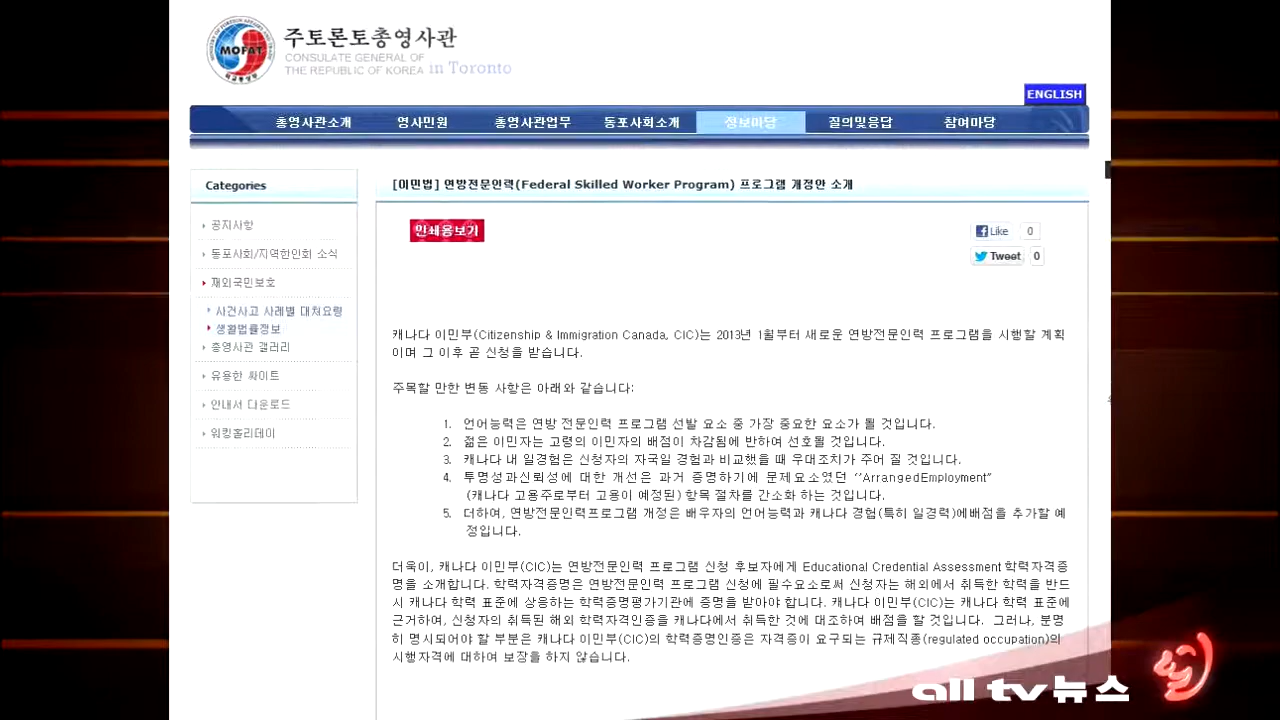 MOFAT
주토론토총영사관
CONSULATE GENERAL OF
THE REPUBLIC OF KOREA in Toronto
ENGLISH
총영사관소개 영사민원 총영사관업무 동포사회소개 정보마당 질의및응답 참여마당
Categories
공지사항
동포사회/지역한인회 소식
재외국민보호
사건사고 사례별 대처요령
생활법률정보
총영사관 갤러리
유용한 싸이트
안내서 다운로드
워킹홀리데이
[이민법] 연방전문인력(Federal Skilled Worker Program) 프로그램 개정안 소개
인쇄용보기
Like 0
Tweet 0
캐나다 이민부(Citizenship & Immigration Canada, CIC)는 2013년 1월부터 새로운 연방전문인력 프로그램을 시행할 계획
이며 그 이후 곧 신청을 받습니다.
주목할 만한 변동 사항은 아래와 같습니다:
1. 언어능력은 연방 전문인력 프로그램 선발 요소 중 가장 중요한 요소가 될 것입니다.
2. 젊은 이민자는 고령의 이민자의 배점이 차감됨에 반하여 선호될 것입니다.
3. 캐나다 내 일경험은 신청자의 자국일 경험과 비교했을 때 우대조치가 주어 질 것입니다.
4. 투명성과신뢰성에 대한 개선은 과거 증명하기에 문제요소였던 ‘‘ArrangedEmployment”
(캐나다 고용주로부터 고용이 예정된) 항목 절차를 간소화 하는 것입니다.
5. 더하여, 연방전문인력프로그램 개정은 배우자의 언어능력과 캐나다 경험(특히 일경력)에배점을 추가할 예
정입니다.
더욱이, 캐나다 이민부(CIC)는 연방전문인력 프로그램 신청 후보자에게 Educational Credential Assessment 학력자격증
명을 소개합니다. 학력자격증명은 연방전문인력 프로그램 신청에 필수요소로써 신청자는 해외에서 취득한 학력을 반드
시 캐나다 학력 표준에 상응하는 학력증명평가기관에 증명을 받아야 합니다. 캐나다 이민부(CIC)는 캐나다 학력 표준에
근거하여, 신청자의 취득된 해외 학력자격인증을 캐나다에서 취득한 것에 대조하여 배점을 할 것입니다. 그러나, 분명
히 명시되어야 할 부분은 캐나다 이민부(CIC)의 학력증명인증은 자격증이 요구되는 규제직종(regulated occupation)의
시행자격에 대하여 보장을 하지 않습니다.
all tv뉴스